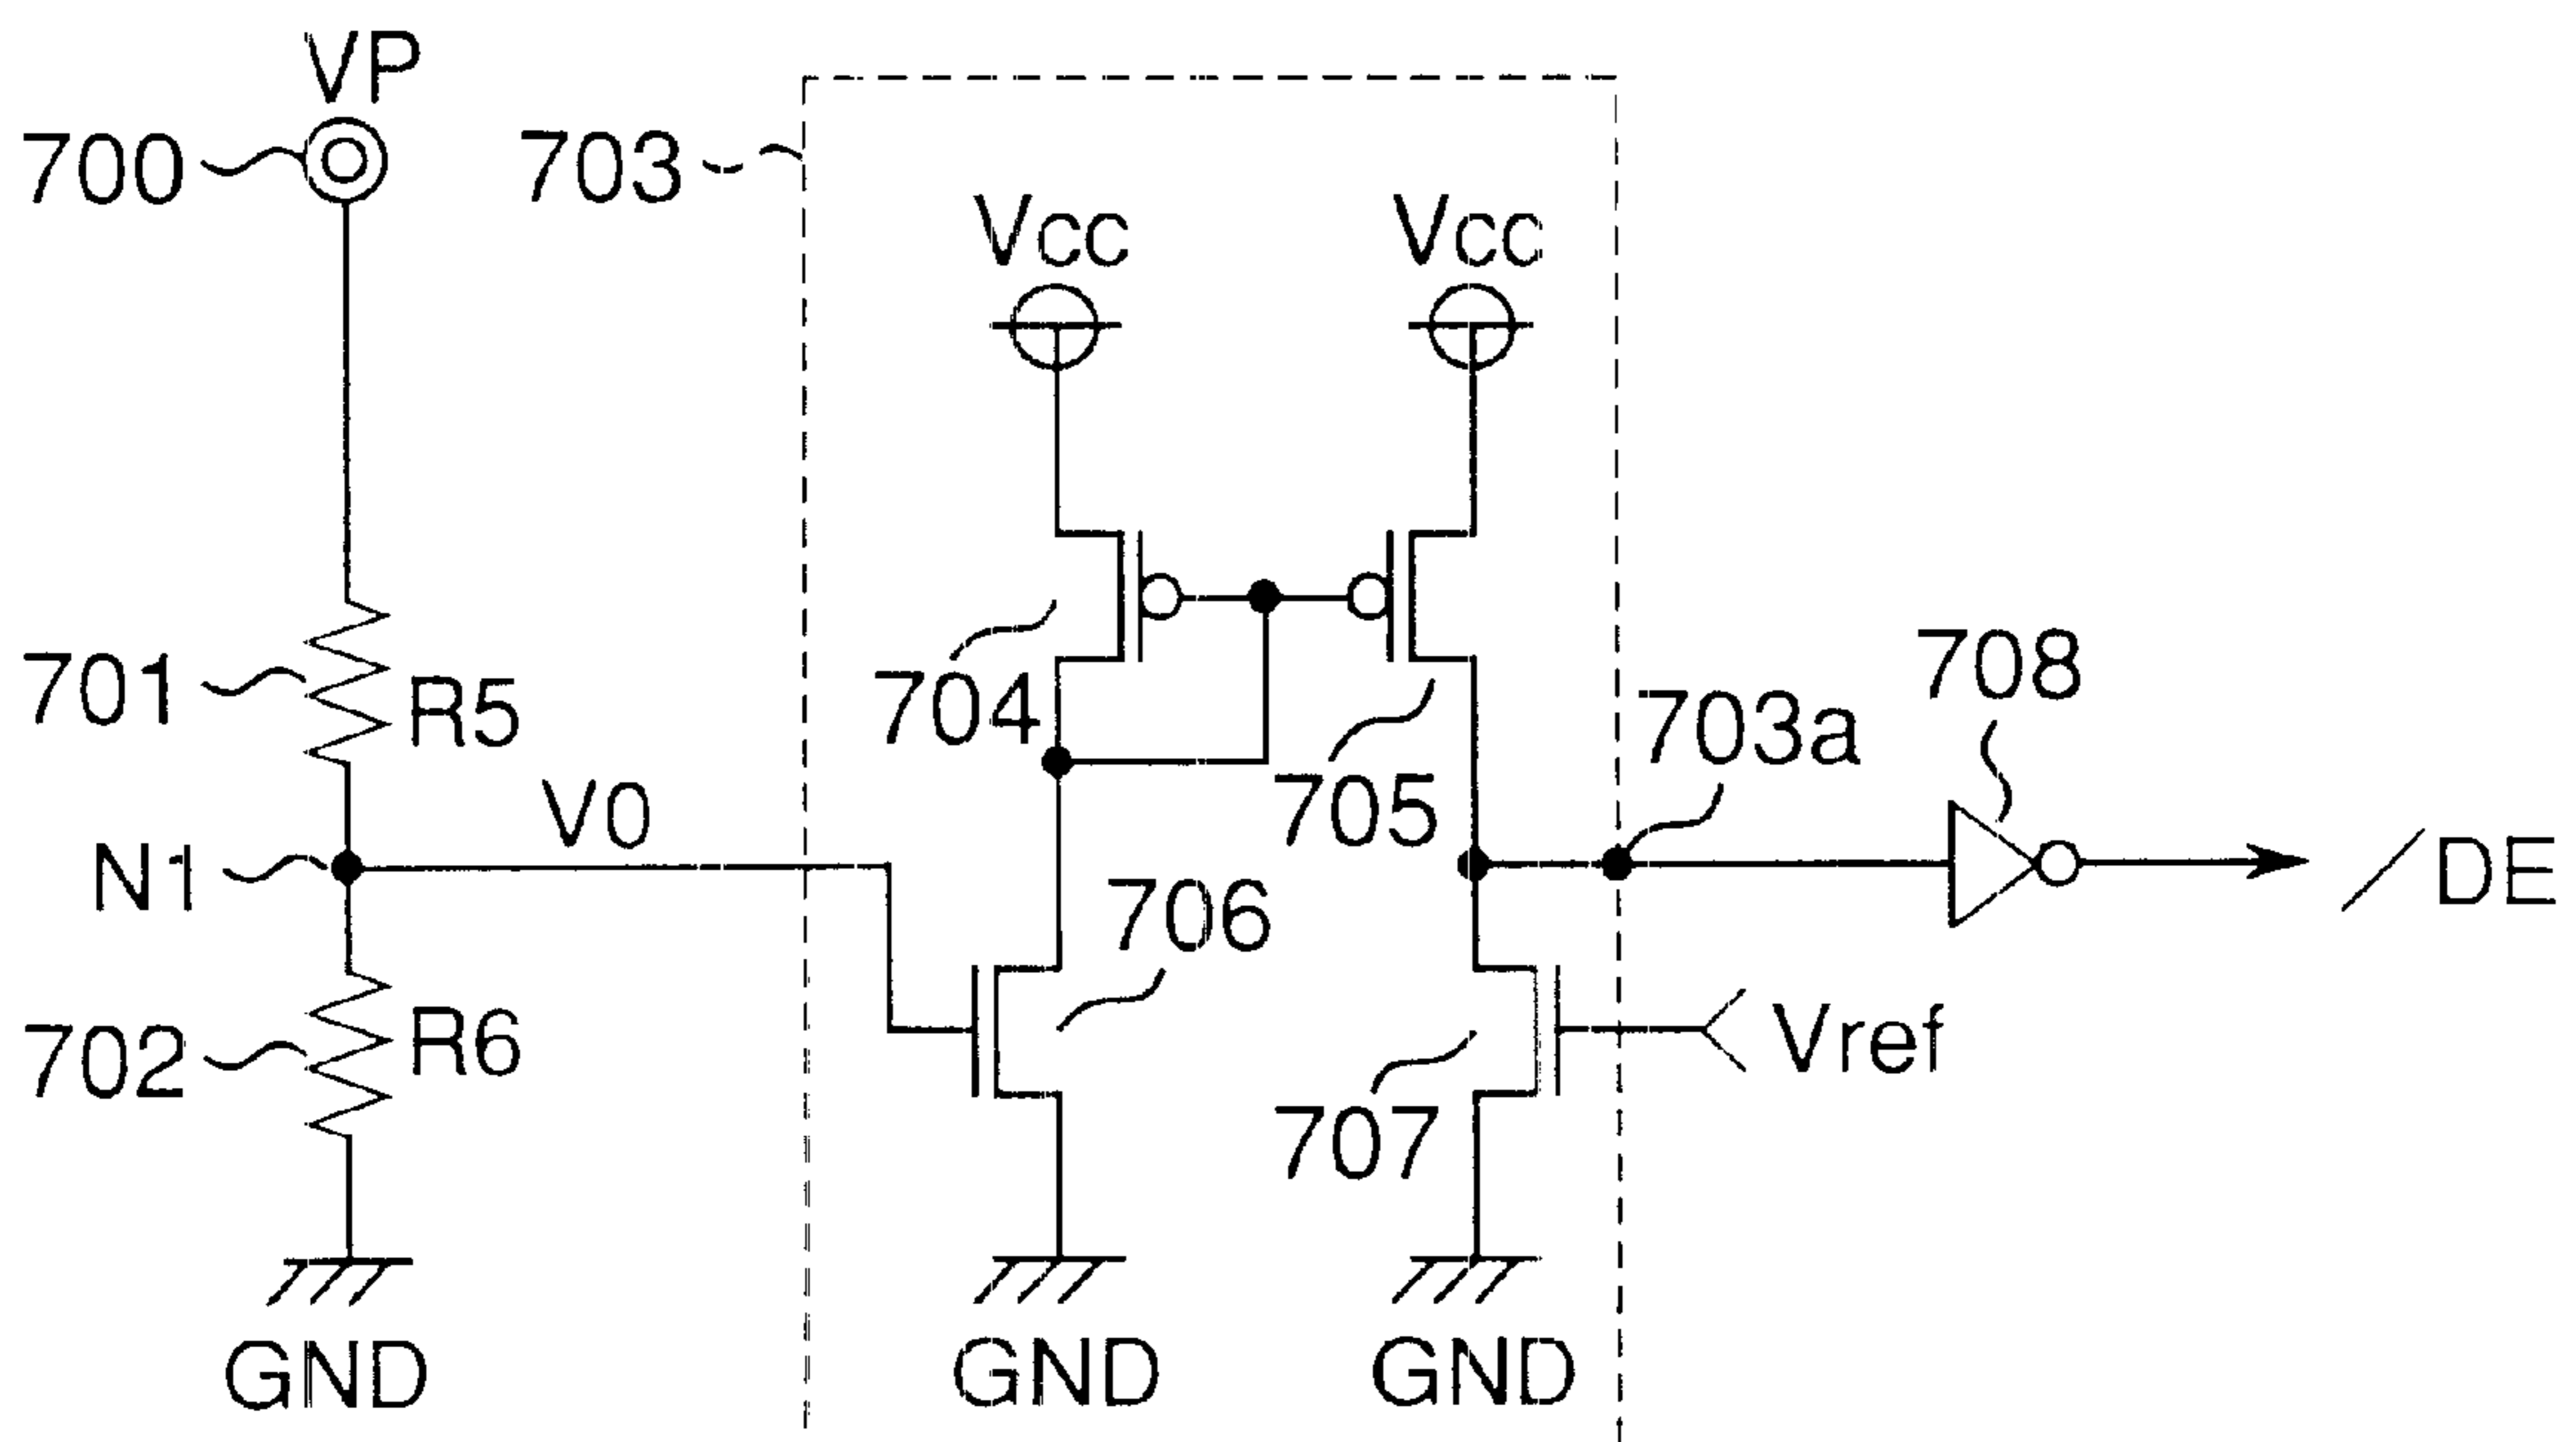 VP
700
703
Vcc
Vcc
701
R5
704
705
703a
708
V0
N1
706
/DE
702
R6
707
Vref
GND
GND
GND